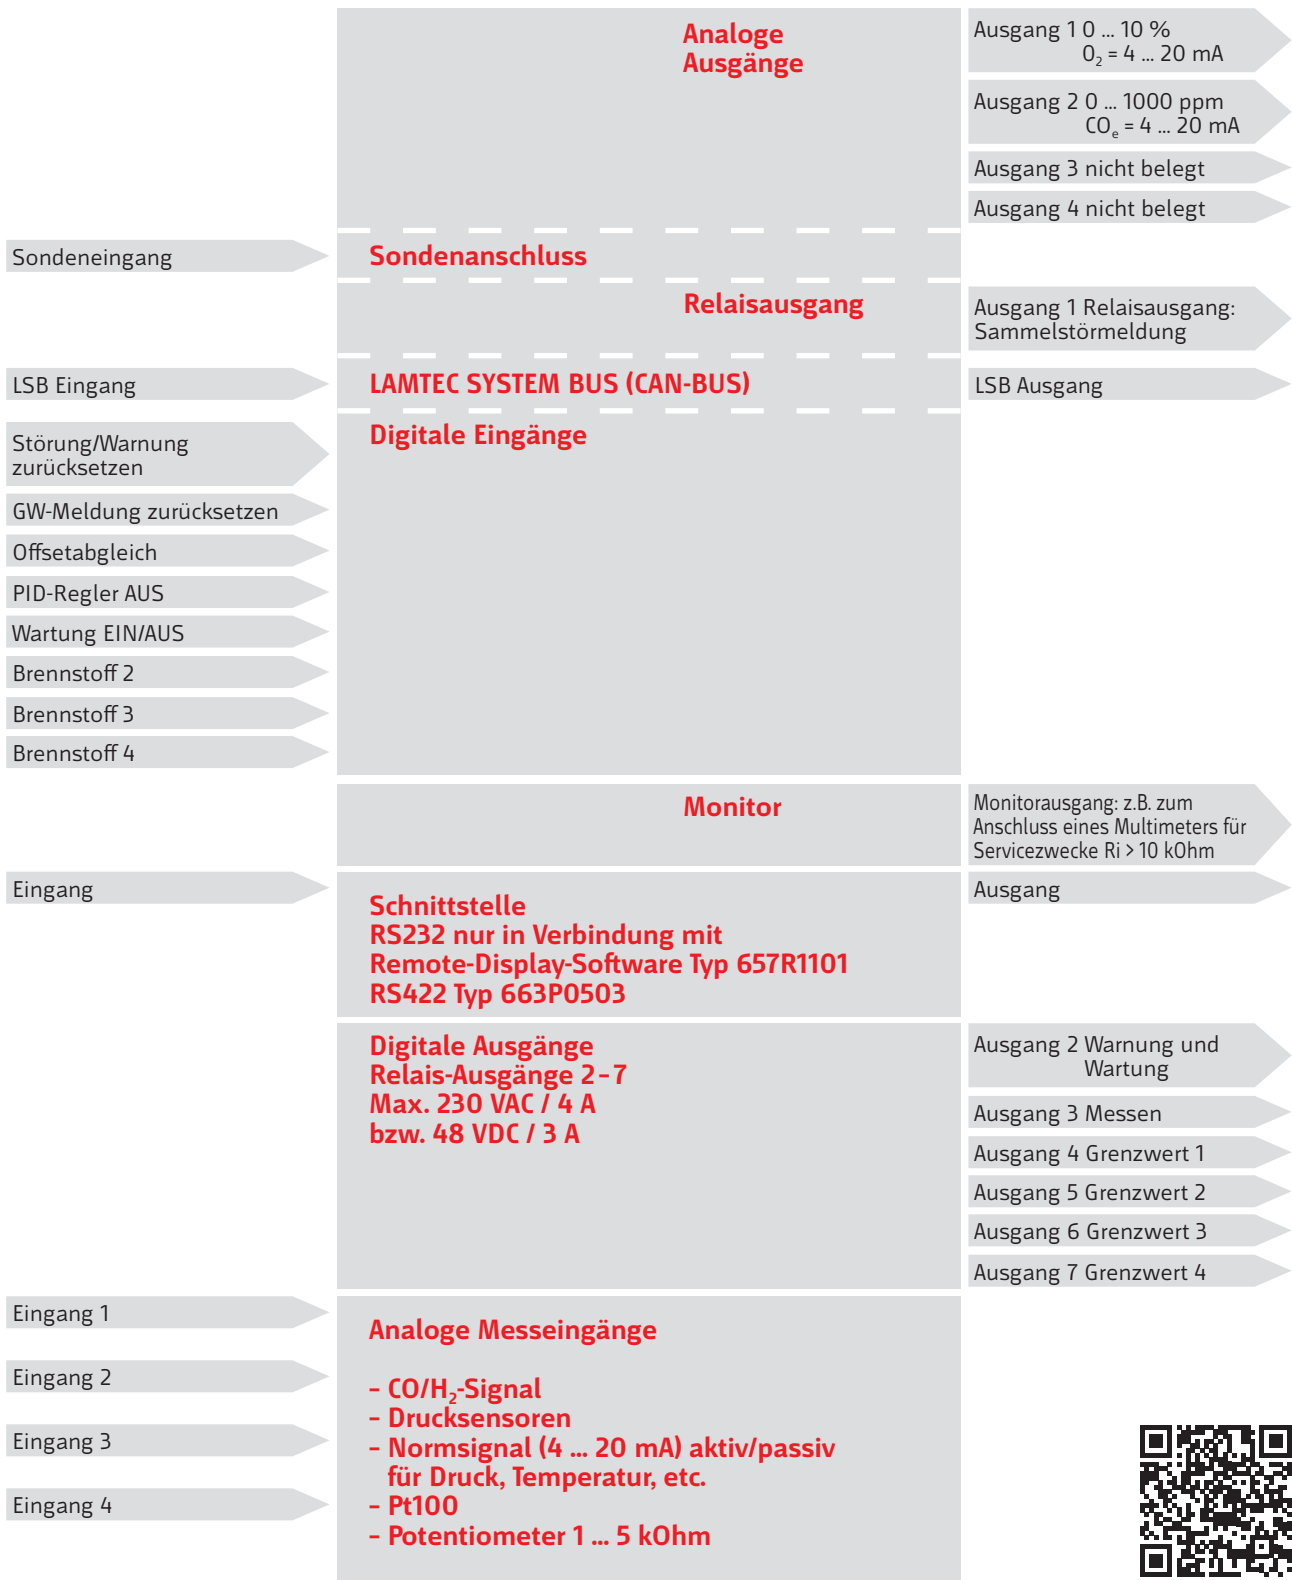 Analoge
Ausgänge
Ausgang 1 0 ... 10 %
O₂ = 4 ... 20 mA
Ausgang 2 0 ... 1000 ppm
COₑ = 4 ... 20 mA
Ausgang 3 nicht belegt
Ausgang 4 nicht belegt
Sondeneingang
Sondenanschluss
Relaisausgang
Ausgang 1 Relaisausgang:
Sammelstörmeldung
LSB Eingang
LAMTEC SYSTEM BUS (CAN-BUS)
LSB Ausgang
Digitale Eingänge
Störung/Warnung
zurücksetzen
GW-Meldung zurücksetzen
Offsetabgleich
PID-Regler AUS
Wartung EIN/AUS
Brennstoff 2
Brennstoff 3
Brennstoff 4
Monitor
Monitorausgang: z.B. zum
Anschluss eines Multimeters für
Servicezwecke Ri > 10 kOhm
Eingang
Schnittstelle
RS232 nur in Verbindung mit
Remote-Display-Software Typ 657R1101
RS422 Typ 663P0503
Ausgang
Digitale Ausgänge
Relais-Ausgänge 2–7
Max. 230 VAC / 4 A
bzw. 48 VDC / 3 A
Ausgang 2 Warnung und
Wartung
Ausgang 3 Messen
Ausgang 4 Grenzwert 1
Ausgang 5 Grenzwert 2
Ausgang 6 Grenzwert 3
Ausgang 7 Grenzwert 4
Eingang 1
Eingang 2
Eingang 3
Eingang 4
Analoge Messeingänge
– CO/H₂-Signal
– Drucksensoren
– Normsignal (4 ... 20 mA) aktiv/passiv
für Druck, Temperatur, etc.
– Pt100
– Potentiometer 1 ... 5 kOhm